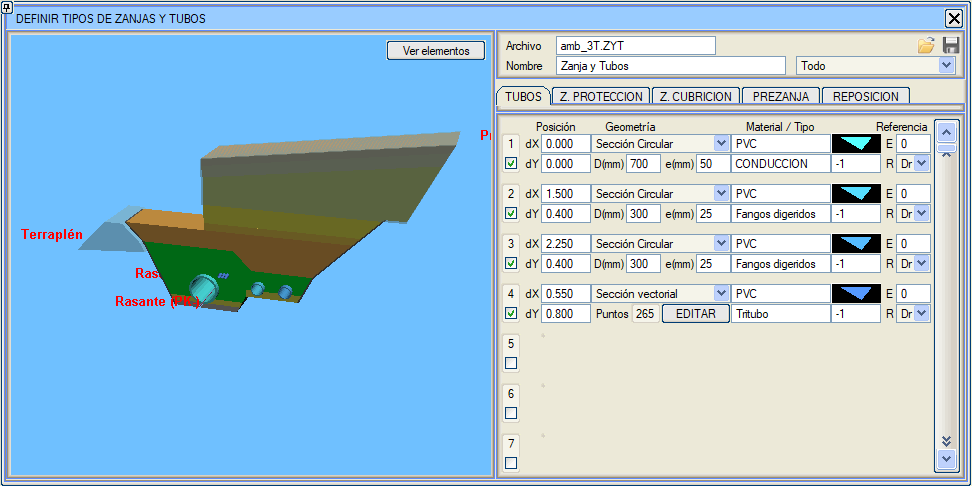 DEFINIR TIPOS DE ZANJAS Y TUBOS
Ver elementos
Terraplén
Ras
Rasante (PK)
Archivo amb_3T.ZYT
Nombre Zanja y Tubos Todo
TUBOS Z. PROTECCION Z. CUBRICION PREZANJA REPOSICION
Posición Geometría Material / Tipo Referencia
1 dX 0.000 Sección Circular PVC E 0
dY 0.000 D(mm) 700 e(mm) 50 CONDUCCION -1 R Dr
2 dX 1.500 Sección Circular PVC E 0
dY 0.400 D(mm) 300 e(mm) 25 Fangos digeridos -1 R Dr
3 dX 2.250 Sección Circular PVC E 0
dY 0.400 D(mm) 300 e(mm) 25 Fangos digeridos -1 R Dr
4 dX 0.550 Sección vectorial PVC E 0
dY 0.800 Puntos 265 EDITAR Tritubo -1 R Dr
5
6
7